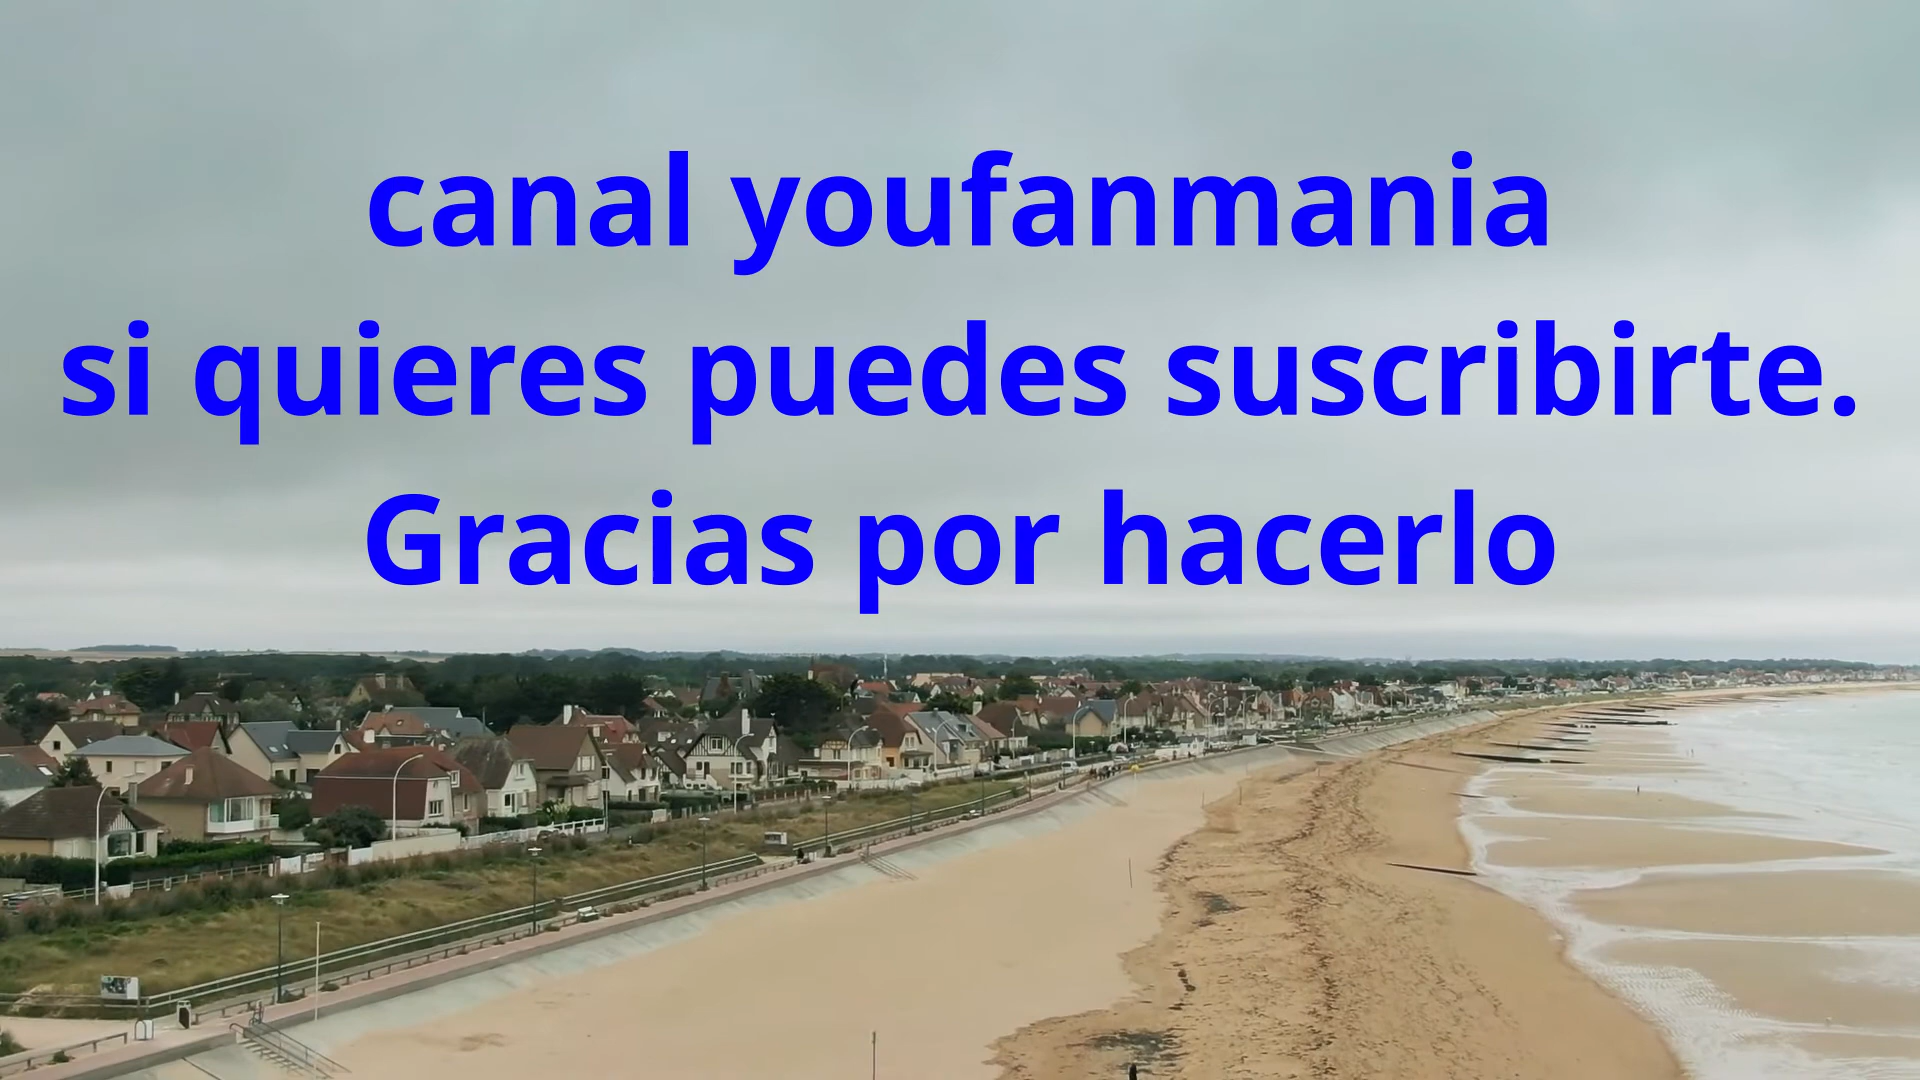 canal youfanmania
si quieres puedes suscribirte.
Gracias por hacerlo